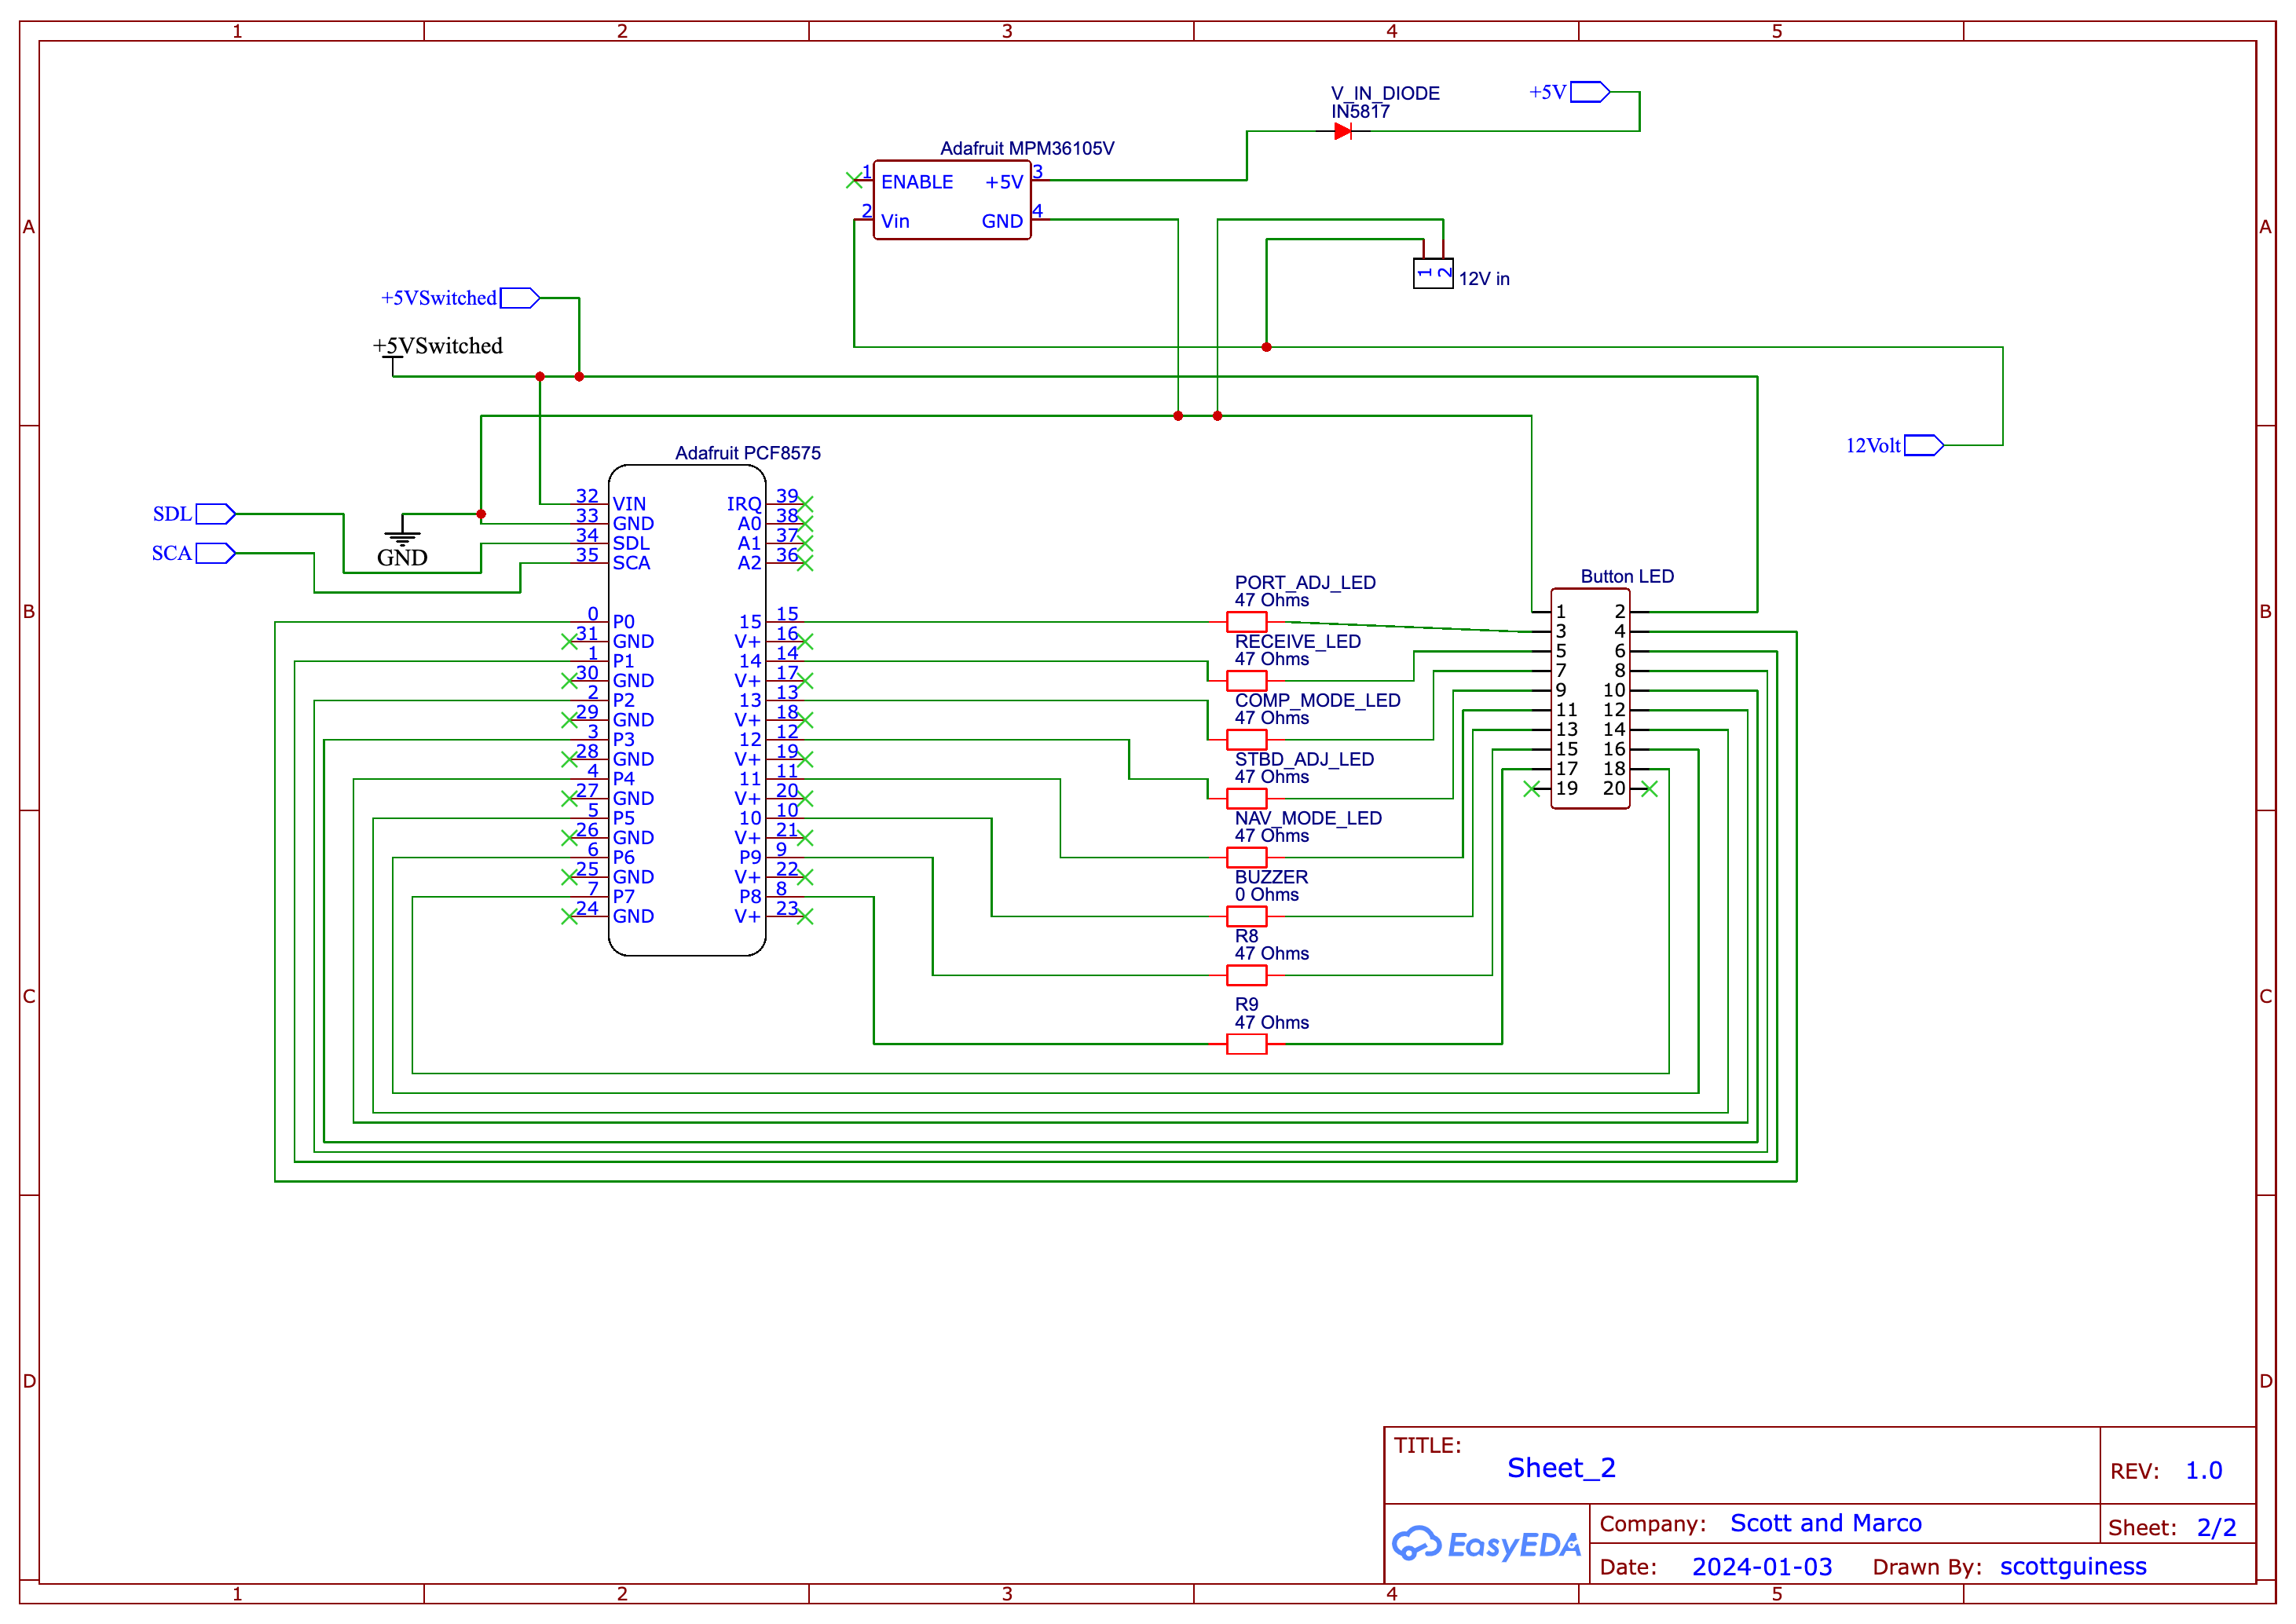 1 2 3 4 5
V_IN_DIODE
IN5817
+5V
Adafruit MPM36105V
1 ENABLE +5V 3
2 Vin GND 4
1 2 12V in
+5VSwitched
+5VSwitched
12Volt
A A
Adafruit PCF8575
SDL
SCA
GND
32 VIN IRQ 39
33 GND A0 38
34 SDL A1 37
35 SCA A2 36
0 P0 15 15
31 GND V+ 16
1 P1 14 14
30 GND V+ 17
2 P2 13 13
29 GND V+ 18
3 P3 12 12
28 GND V+ 19
4 P4 11 11
27 GND V+ 20
5 P5 10 10
26 GND V+ 21
6 P6 P9 9
25 GND V+ 22
7 P7 P8 8
24 GND V+ 23
PORT_ADJ_LED
47 Ohms
RECEIVE_LED
47 Ohms
COMP_MODE_LED
47 Ohms
STBD_ADJ_LED
47 Ohms
NAV_MODE_LED
47 Ohms
BUZZER
0 Ohms
R8
47 Ohms
R9
47 Ohms
Button LED
1 2
3 4
5 6
7 8
9 10
11 12
13 14
15 16
17 18
19 20
B B
C C
D D
TITLE:
Sheet_2
REV: 1.0
EasyEDA
Company: Scott and Marco
Sheet: 2/2
Date: 2024-01-03 Drawn By: scottguiness
1 2 3 4 5